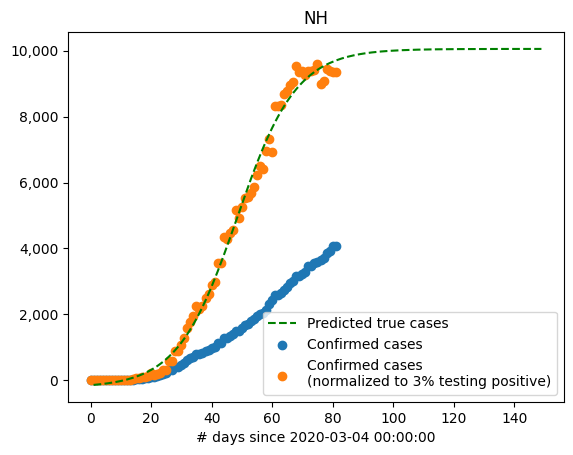 NH
10,000
8,000
6,000
4,000
2,000
0
Predicted true cases
Confirmed cases
Confirmed cases
(normalized to 3% testing positive)
0 20 40 60 80 100 120 140
# days since 2020-03-04 00:00:00